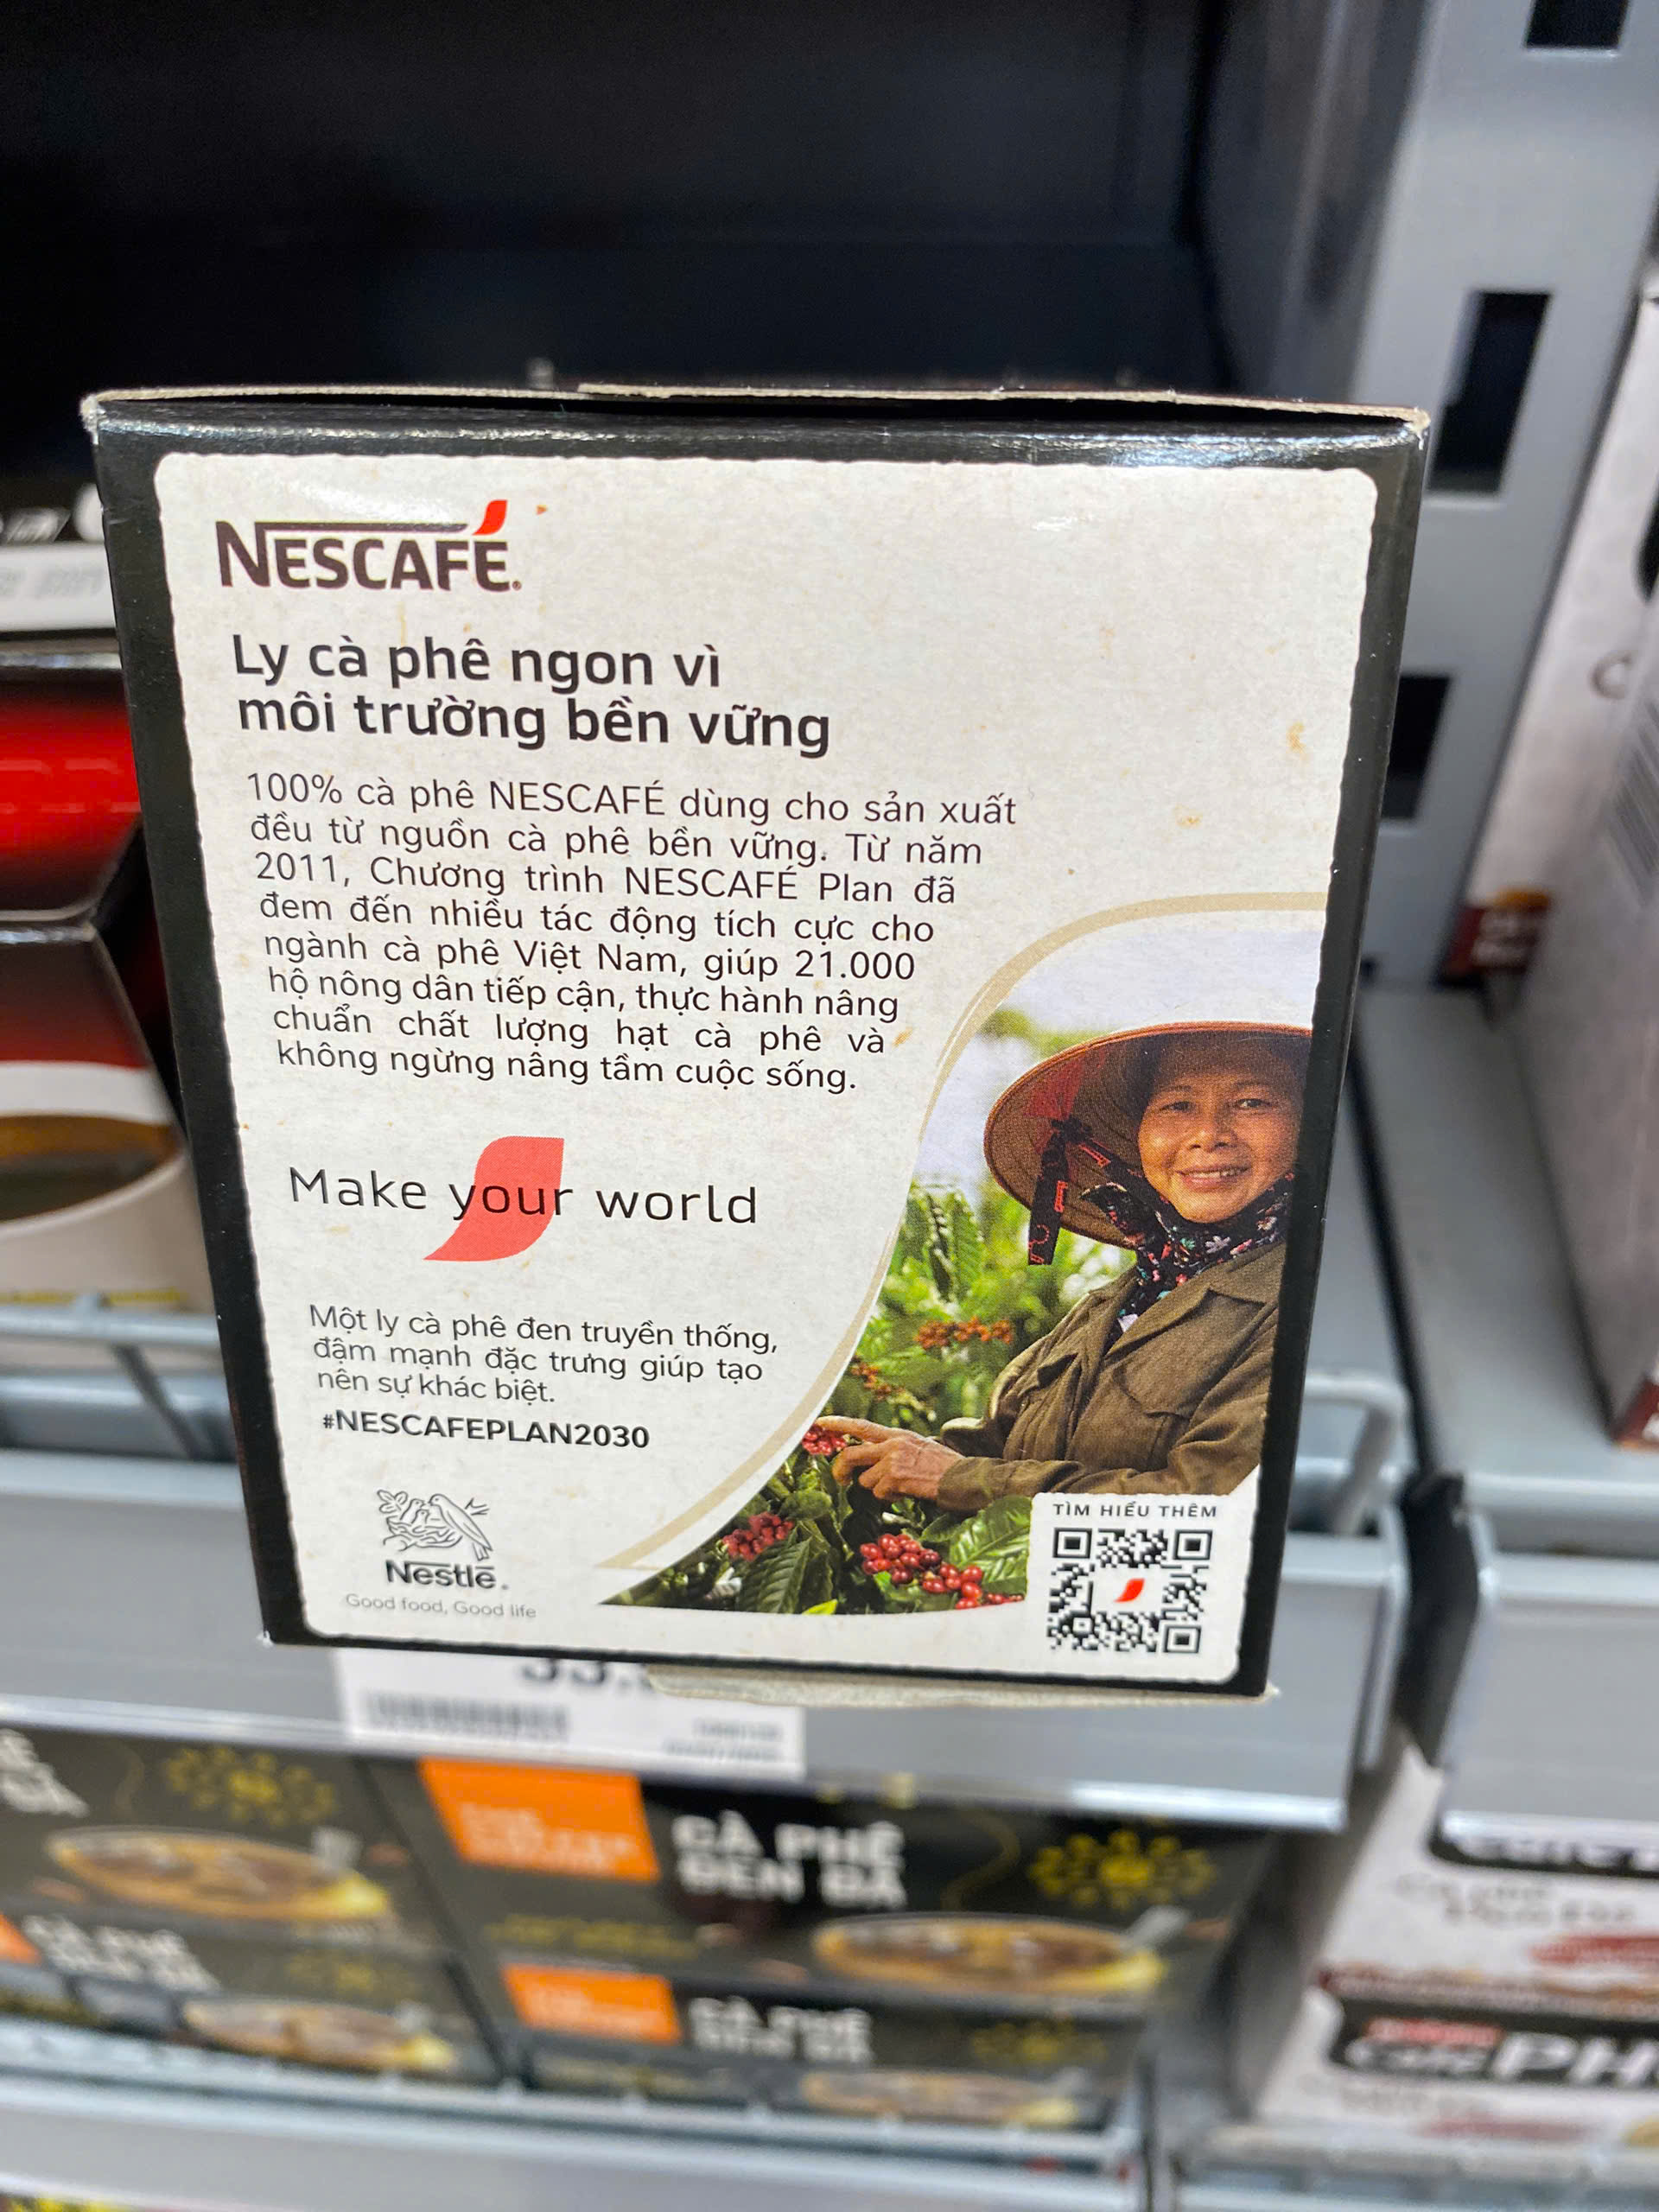 NESCAFÉ
Ly cà phê ngon vì
môi trường bền vững
100% cà phê NESCAFÉ dùng cho sản xuất
đều từ nguồn cà phê bền vững. Từ năm
2011, Chương trình NESCAFÉ Plan đã
đem đến nhiều tác động tích cực cho
ngành cà phê Việt Nam, giúp 21.000
hộ nông dân tiếp cận, thực hành nâng
chuẩn chất lượng hạt cà phê và
không ngừng nâng tầm cuộc sống.
Make your world
Một ly cà phê đen truyền thống,
đậm mạnh đặc trưng giúp tạo
nên sự khác biệt.
#NESCAFEPLAN2030
TÌM HIỂU THÊM
Nestlé.
Good food, Good life
CÀ PHÊ
ĐEN ĐÁ
CÀ PHÊ
ĐEN ĐÁ